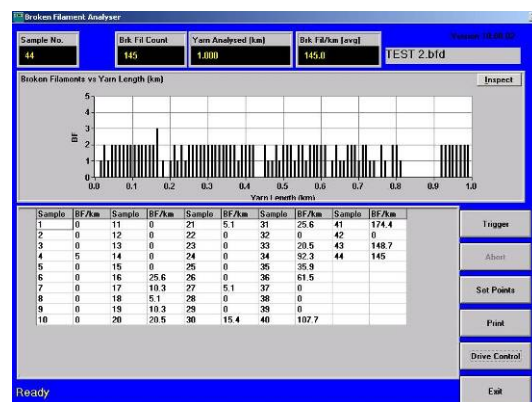 Broken Filament Analyser
Sample No. Brk Fil Count Yarn Analysed (km) Brk Fil/km (avg)
44 145 1.000 145.0 TEST 2.bfd
Broken Filaments vs Yarn Length (km) Inspect
5
4
3
2
1
0
BF
0.0 0.1 0.2 0.3 0.4 0.5 0.6 0.7 0.8 0.9 1.0
Yarn Length (km)
Sample BF/km Sample BF/km Sample BF/km Sample BF/km Sample BF/km
1 0 11 0 21 5.1 31 25.6 41 174.4
2 0 12 0 22 0 32 0 42 0
3 0 13 0 23 0 33 20.5 43 148.7
4 5 14 0 24 0 34 92.3 44 145
5 0 15 0 25 0 35 35.9
6 0 16 25.6 26 0 36 61.5
7 0 17 10.3 27 5.1 37 0
8 0 18 5.1 28 0 38 0
9 0 19 10.3 29 0 39 0
10 0 20 20.5 30 15.4 40 107.7
Trigger
Abort
Set Points
Print
Drive Control
Exit
Ready